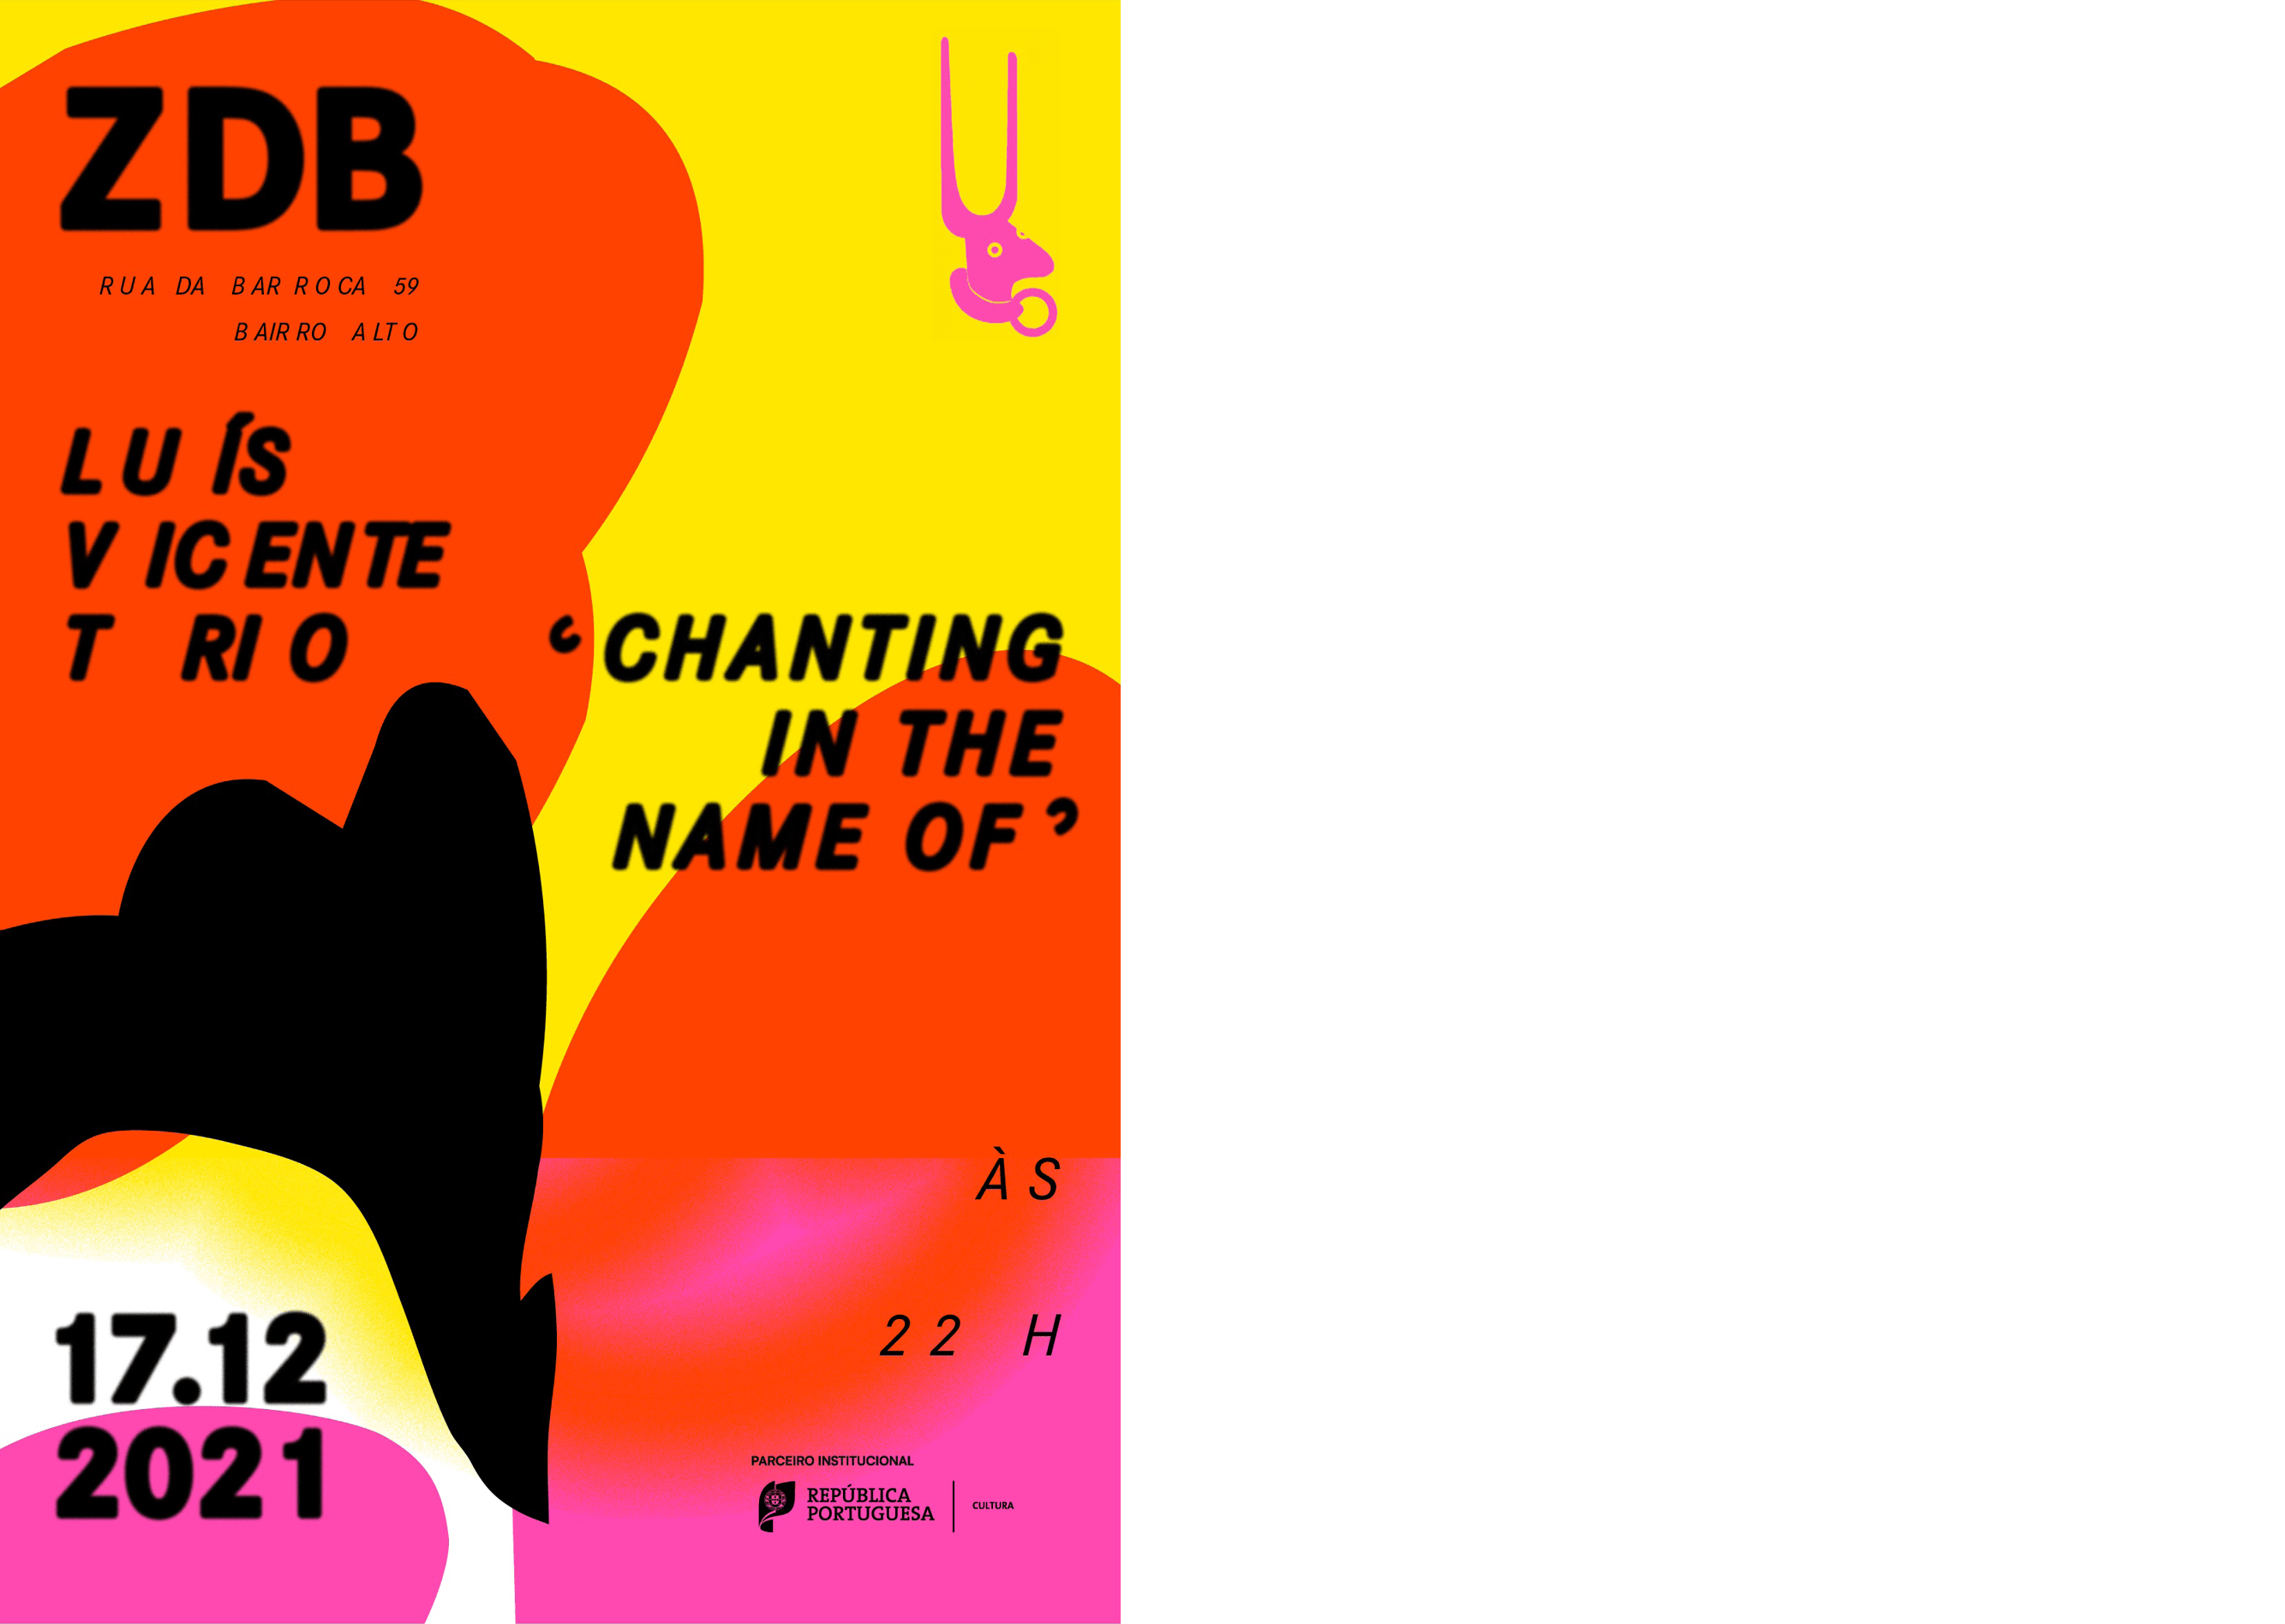 ZDB
RUA DA BARROCA 59
BAIRRO ALTO
LUÍS
VICENTE
TRIO
‘CHANTING
IN THE
NAME OF’
ÀS
22 H
17.12
2021
PARCEIRO INSTITUCIONAL
REPÚBLICA
PORTUGUESA
CULTURA